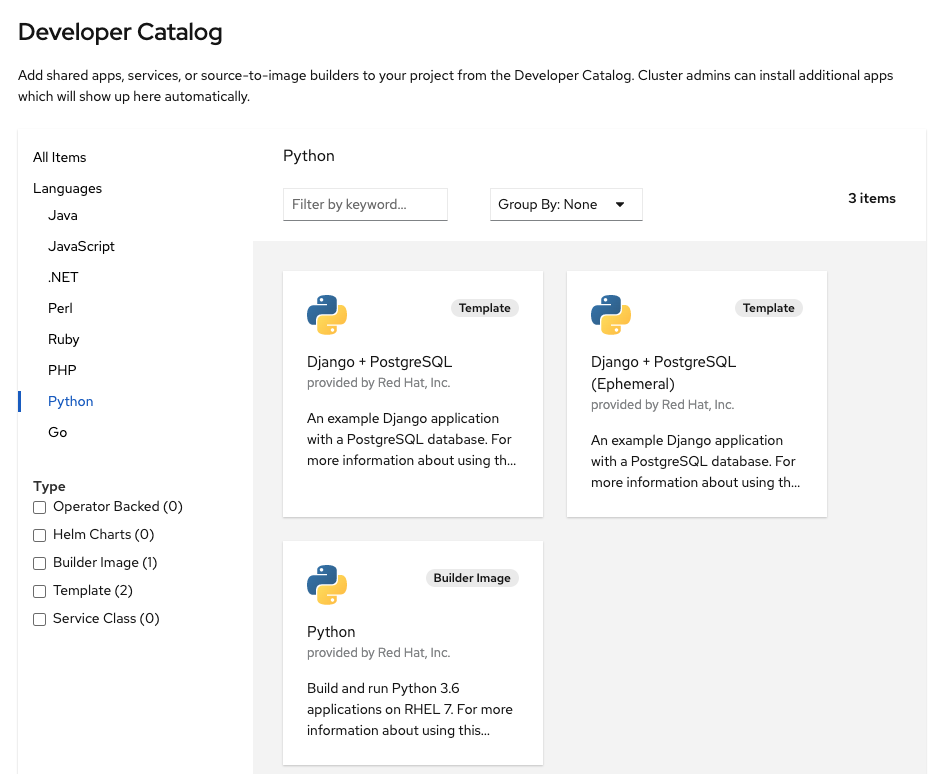 Developer Catalog
Add shared apps, services, or source-to-image builders to your project from the Developer Catalog. Cluster admins can install additional apps
which will show up here automatically.
All Items
Languages
Java
JavaScript
.NET
Perl
Ruby
PHP
Python
Go
Type
Operator Backed (0)
Helm Charts (0)
Builder Image (1)
Template (2)
Service Class (0)
Python
Filter by keyword...
Group By: None
3 items
Template
Django + PostgreSQL
provided by Red Hat, Inc.
An example Django application
with a PostgreSQL database. For
more information about using th...
Template
Django + PostgreSQL
(Ephemeral)
provided by Red Hat, Inc.
An example Django application
with a PostgreSQL database. For
more information about using th...
Builder Image
Python
provided by Red Hat, Inc.
Build and run Python 3.6
applications on RHEL 7. For more
information about using this...